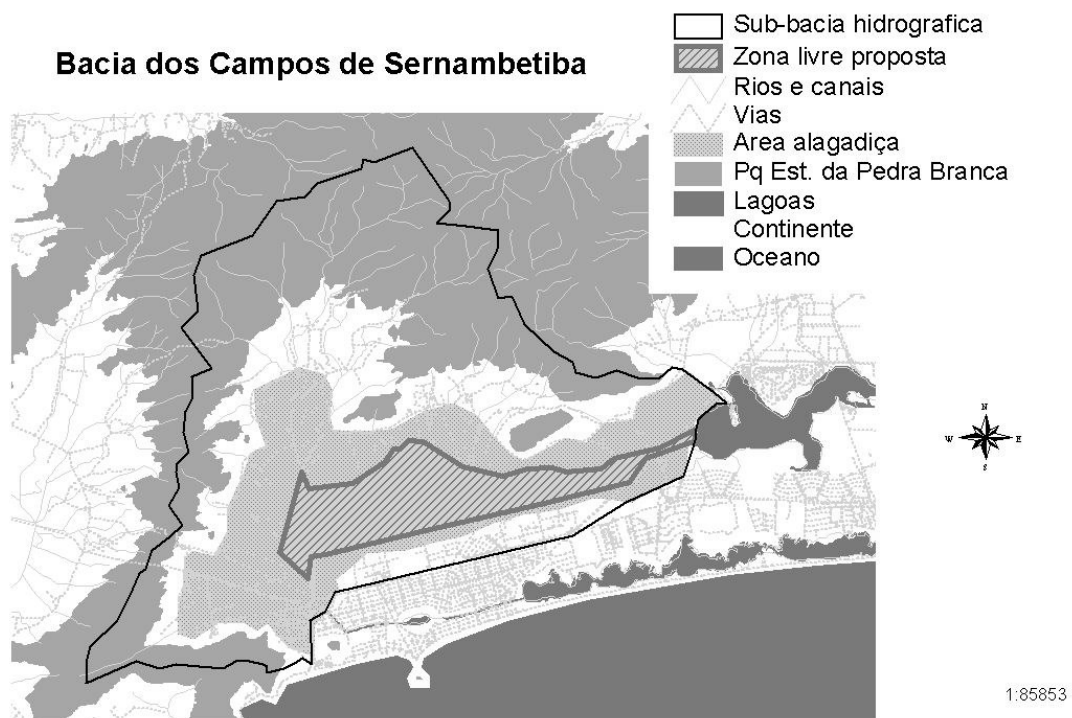 Bacia dos Campos de Sernambetiba
Sub-bacia hidrografica
Zona livre proposta
Rios e canais
Vias
Area alagadiça
Pq Est. da Pedra Branca
Lagoas
Continente
Oceano
N
W
E
S
1:85853